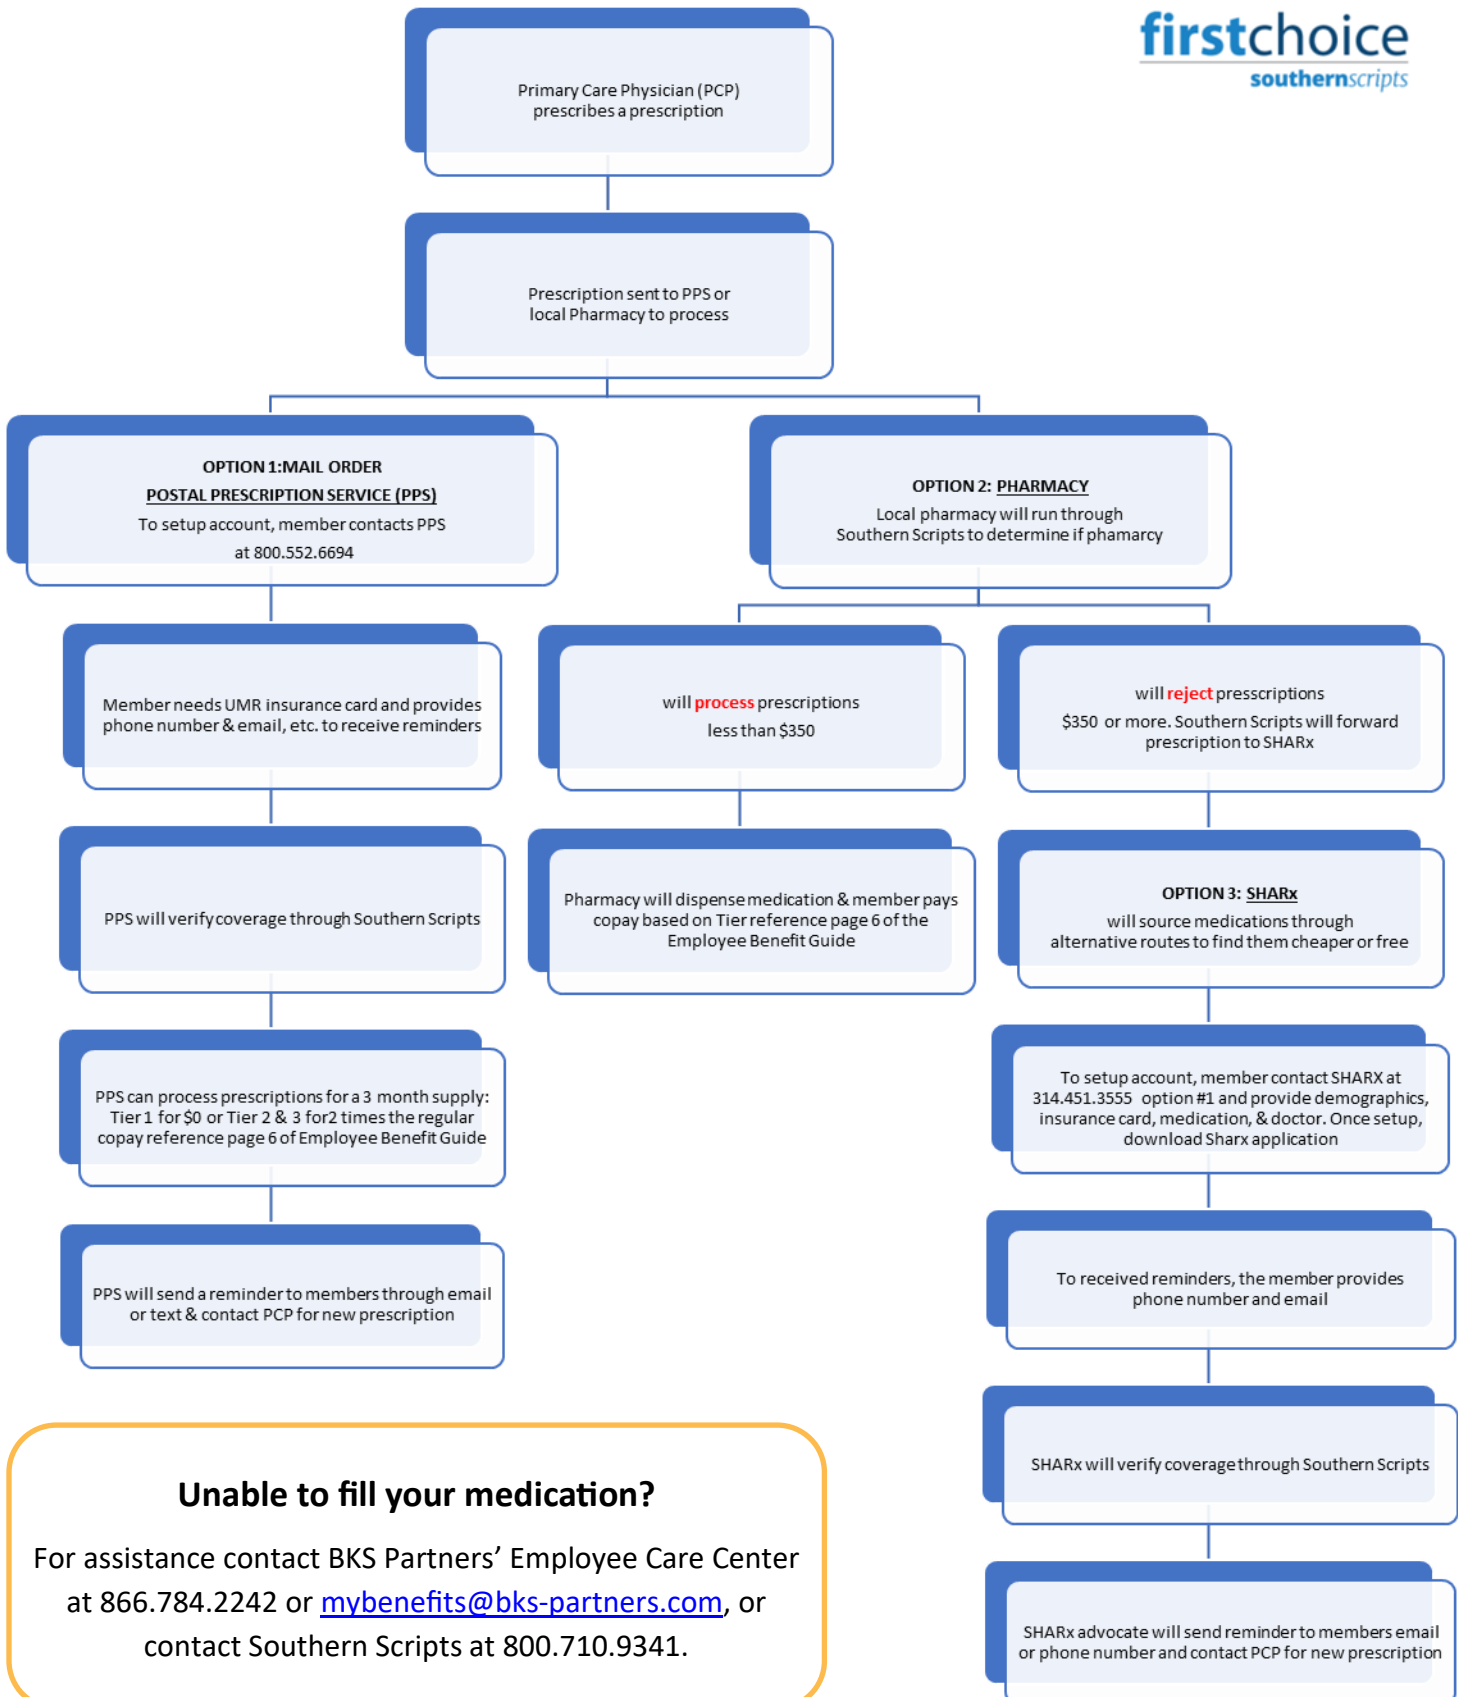 firstchoice
southernscripts
Primary Care Physician (PCP)
prescribes a prescription
Prescription sent to PPS or
local Pharmacy to process
OPTION 1:MAIL ORDER
POSTAL PRESCRIPTION SERVICE (PPS)
To setup account, member contacts PPS
at 800.552.6694
Member needs UMR insurance card and provides
phone number & email, etc. to receive reminders
PPS will verify coverage through Southern Scripts
PPS can process prescriptions for a 3 month supply:
Tier 1 for $0 or Tier 2 & 3 for2 times the regular
copay reference page 6 of Employee Benefit Guide
PPS will send a reminder to members through email
or text & contact PCP for new prescription
OPTION 2: PHARMACY
Local pharmacy will run through
Southern Scripts to determine if phamarcy
will process prescriptions
less than $350
Pharmacy will dispense medication & member pays
copay based on Tier reference page 6 of the
Employee Benefit Guide
will reject presscriptions
$350 or more. Southern Scripts will forward
prescription to SHARx
OPTION 3: SHARx
will source medications through
alternative routes to find them cheaper or free
To setup account, member contact SHARX at
314.451.3555 option #1 and provide demographics,
insurance card, medication, & doctor. Once setup,
download Sharx application
To received reminders, the member provides
phone number and email
SHARx will verify coverage through Southern Scripts
SHARx advocate will send reminder to members email
or phone number and contact PCP for new prescription
Unable to fill your medication?
For assistance contact BKS Partners’ Employee Care Center
at 866.784.2242 or mybenefits@bks-partners.com, or
contact Southern Scripts at 800.710.9341.